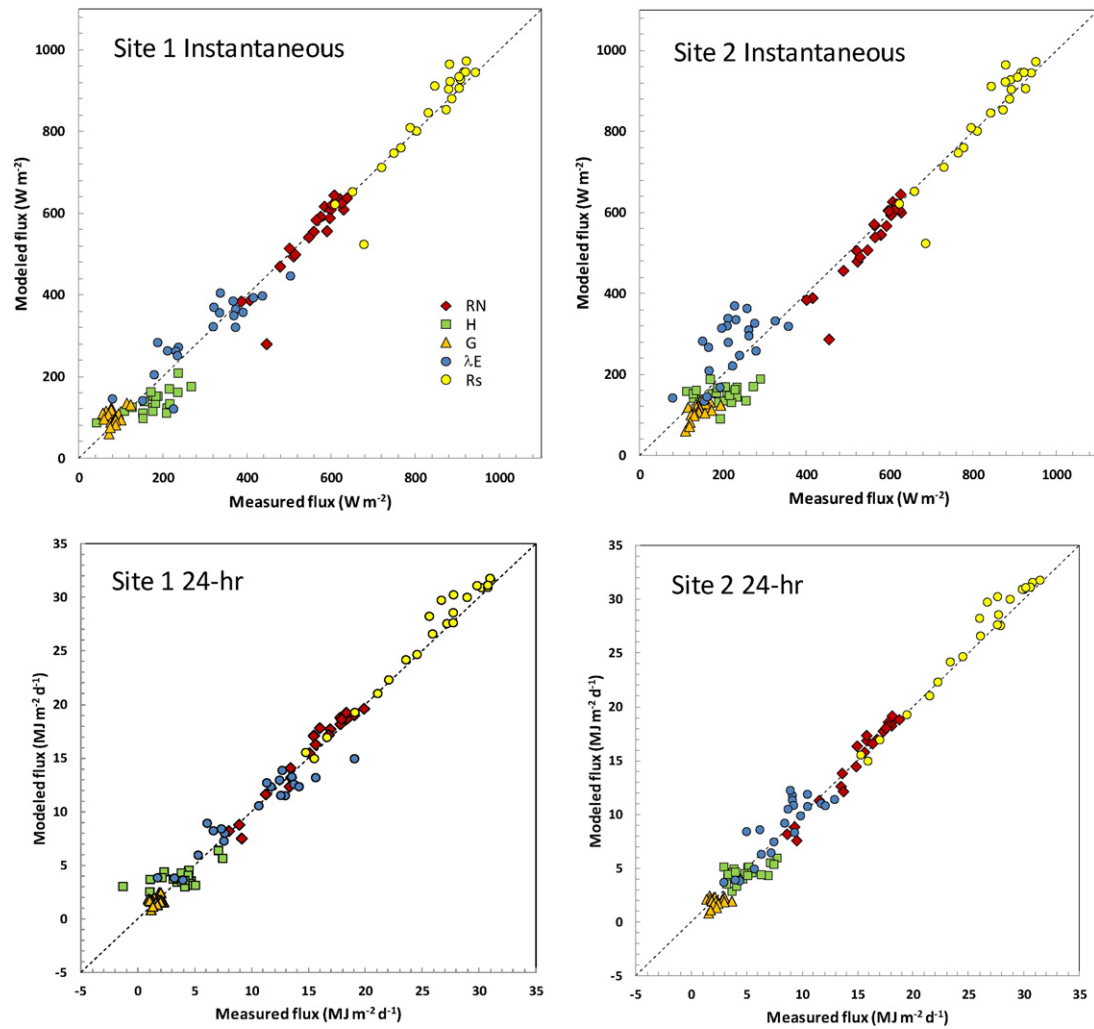 Site 1 Instantaneous
Modeled flux (W m⁻²)
1000
800
600
400
200
0
0 200 400 600 800 1000
Measured flux (W m⁻²)
RN
H
G
λE
Rs
Site 2 Instantaneous
Modeled flux (W m⁻²)
1000
800
600
400
200
0
0 200 400 600 800 1000
Measured flux (W m⁻²)
Site 1 24-hr
Modeled flux (MJ m⁻² d⁻¹)
35
30
25
20
15
10
5
0
-5
-5 0 5 10 15 20 25 30 35
Measured flux (MJ m⁻² d⁻¹)
Site 2 24-hr
Modeled flux (MJ m⁻² d⁻¹)
35
30
25
20
15
10
5
0
-5
-5 0 5 10 15 20 25 30 35
Measured flux (MJ m⁻² d⁻¹)